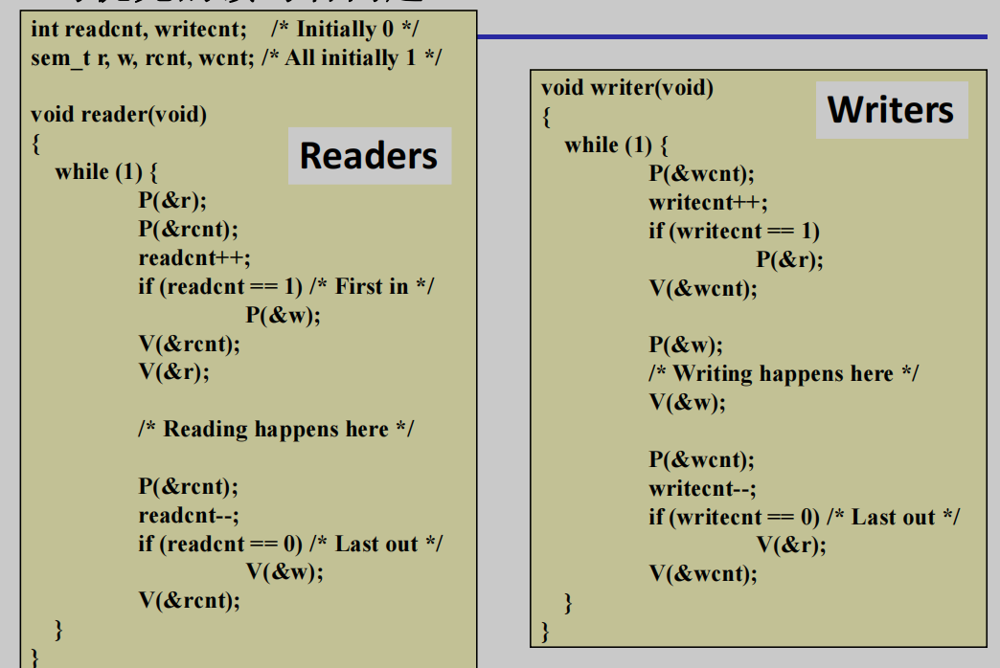 int readcnt, writecnt; /* Initially 0 */
sem_t r, w, rcnt, wcnt; /* All initially 1 */
void reader(void)
{
Readers
while (1) {
P(&r);
P(&rcnt);
readcnt++;
if (readcnt == 1) /* First in */
P(&w);
V(&rcnt);
V(&r);
/* Reading happens here */
P(&rcnt);
readcnt--;
if (readcnt == 0) /* Last out */
V(&w);
V(&rcnt);
}
}
void writer(void)
Writers
{
while (1) {
P(&wcnt);
writecnt++;
if (writecnt == 1)
P(&r);
V(&wcnt);
P(&w);
/* Writing happens here */
V(&w);
P(&wcnt);
writecnt--;
if (writecnt == 0) /* Last out */
V(&r);
V(&wcnt);
}
}